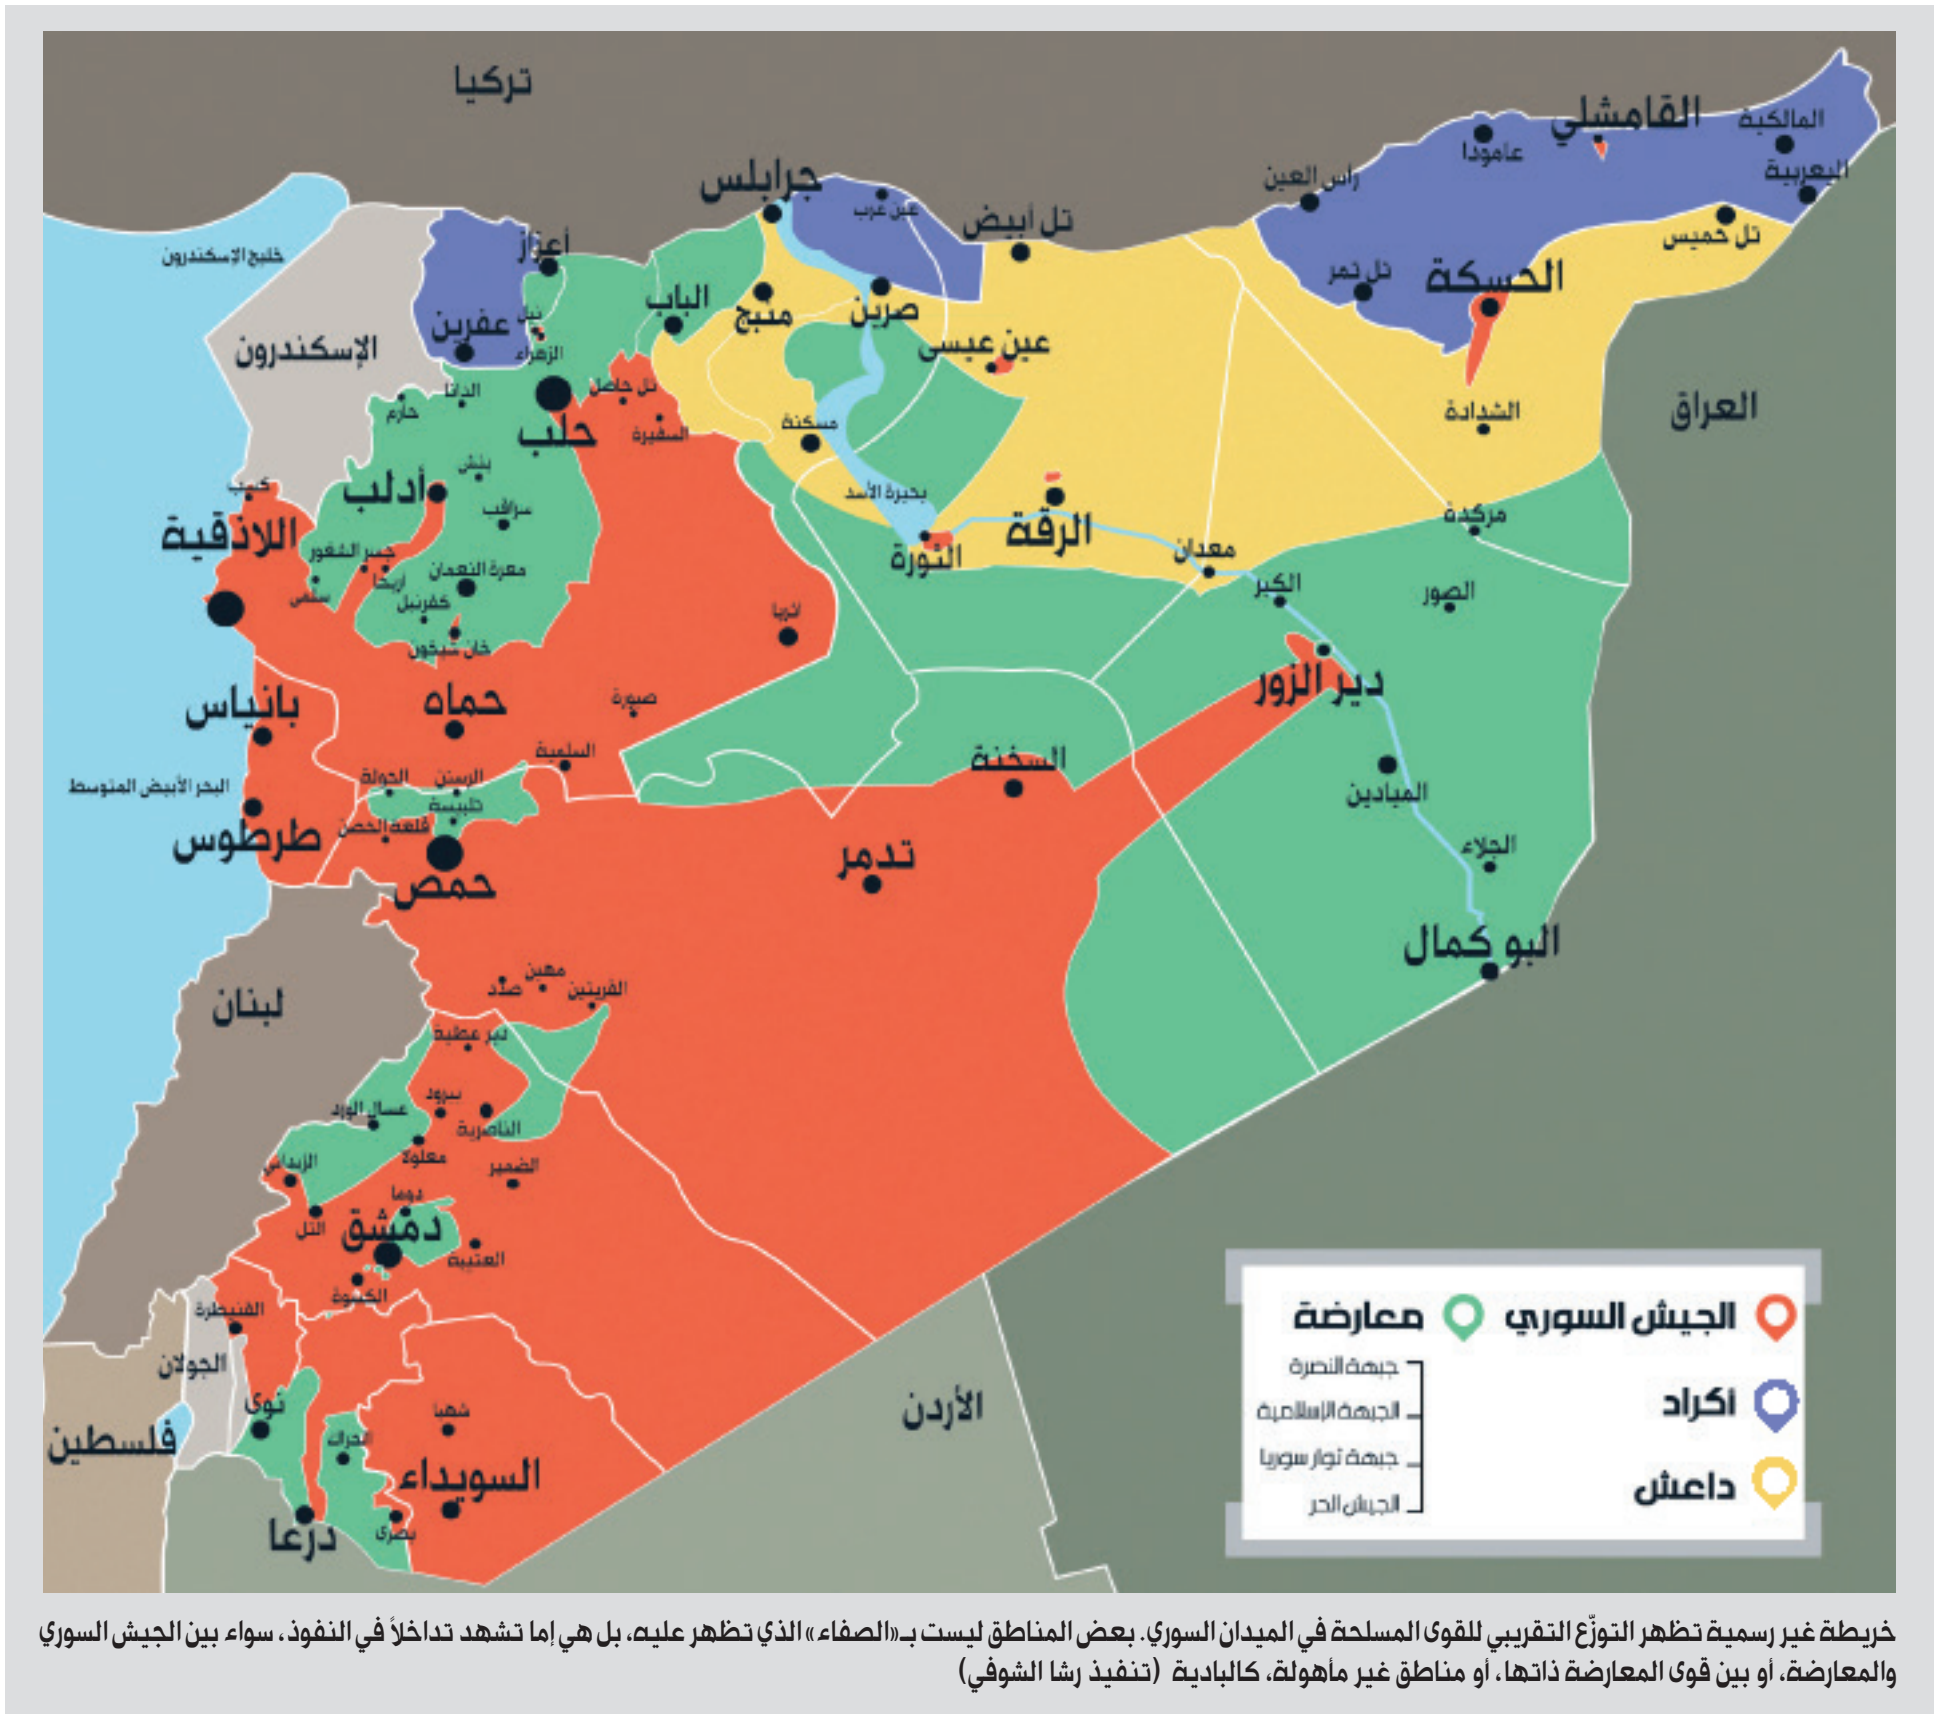 تركيا
القامشلي
المالكية
عامودا
اليعربية
راس العين
جرابلس
عين عرب
تل أبيض
تل حميس
أعزاز
خليج الإسكندرون
تل تمر
الحسكة
الباب
منبج
صرين
نبل
عفرين
الزهراء
عين عيسى
الإسكندرون
تل حاصل
الدانا
حارم
الشدادة
العراق
حلب
السفيرة
مسكنة
بنش
كسب
أدلب
بحيرة الأسد
سراقب
اللاذقية
الرقة
مركدة
الثورة
معدان
جسر الشغور
اريحا
معرة النعمان
سلمى
كفرنبل
الكبر
الصور
اثريا
خان شيخون
دير الزور
بانياس
حماه
صبورة
السلمية
السخنة
البحر الأبيض المتوسط
الحولة
الرستن
تلبيسة
الميادين
طرطوس
قلعة الحصن
تدمر
الجلاء
حمص
البو كمال
مهين
صدد
القريتين
لبنان
دير عطية
يبرود
عسال الورد
الناصرية
معلولا
الزبداني
الضمير
دوما
التل
دمشق
العتيبة
الكسوة
القنيطرة
الجولان
نوى
شهبا
الأردن
فلسطين
الحراك
السويداء
درعا
بصرى
الجيش السوري
معارضة
جبهة النصرة
الجبهة الإسلامية
جبهة ثوار سوريا
الجيش الحر
أكراد
داعش
خريطة غير رسمية تظهر التوزّع التقريبي للقوى المسلحة في الميدان السوري. بعض المناطق ليست بـ«الصفاء» الذي تظهر عليه، بل هي إما تشهد تداخلاً في النفوذ، سواء بين الجيش السوري
والمعارضة، أو بين قوى المعارضة ذاتها، أو مناطق غير مأهولة، كالبادية (تنفيذ رشا الشوفي)